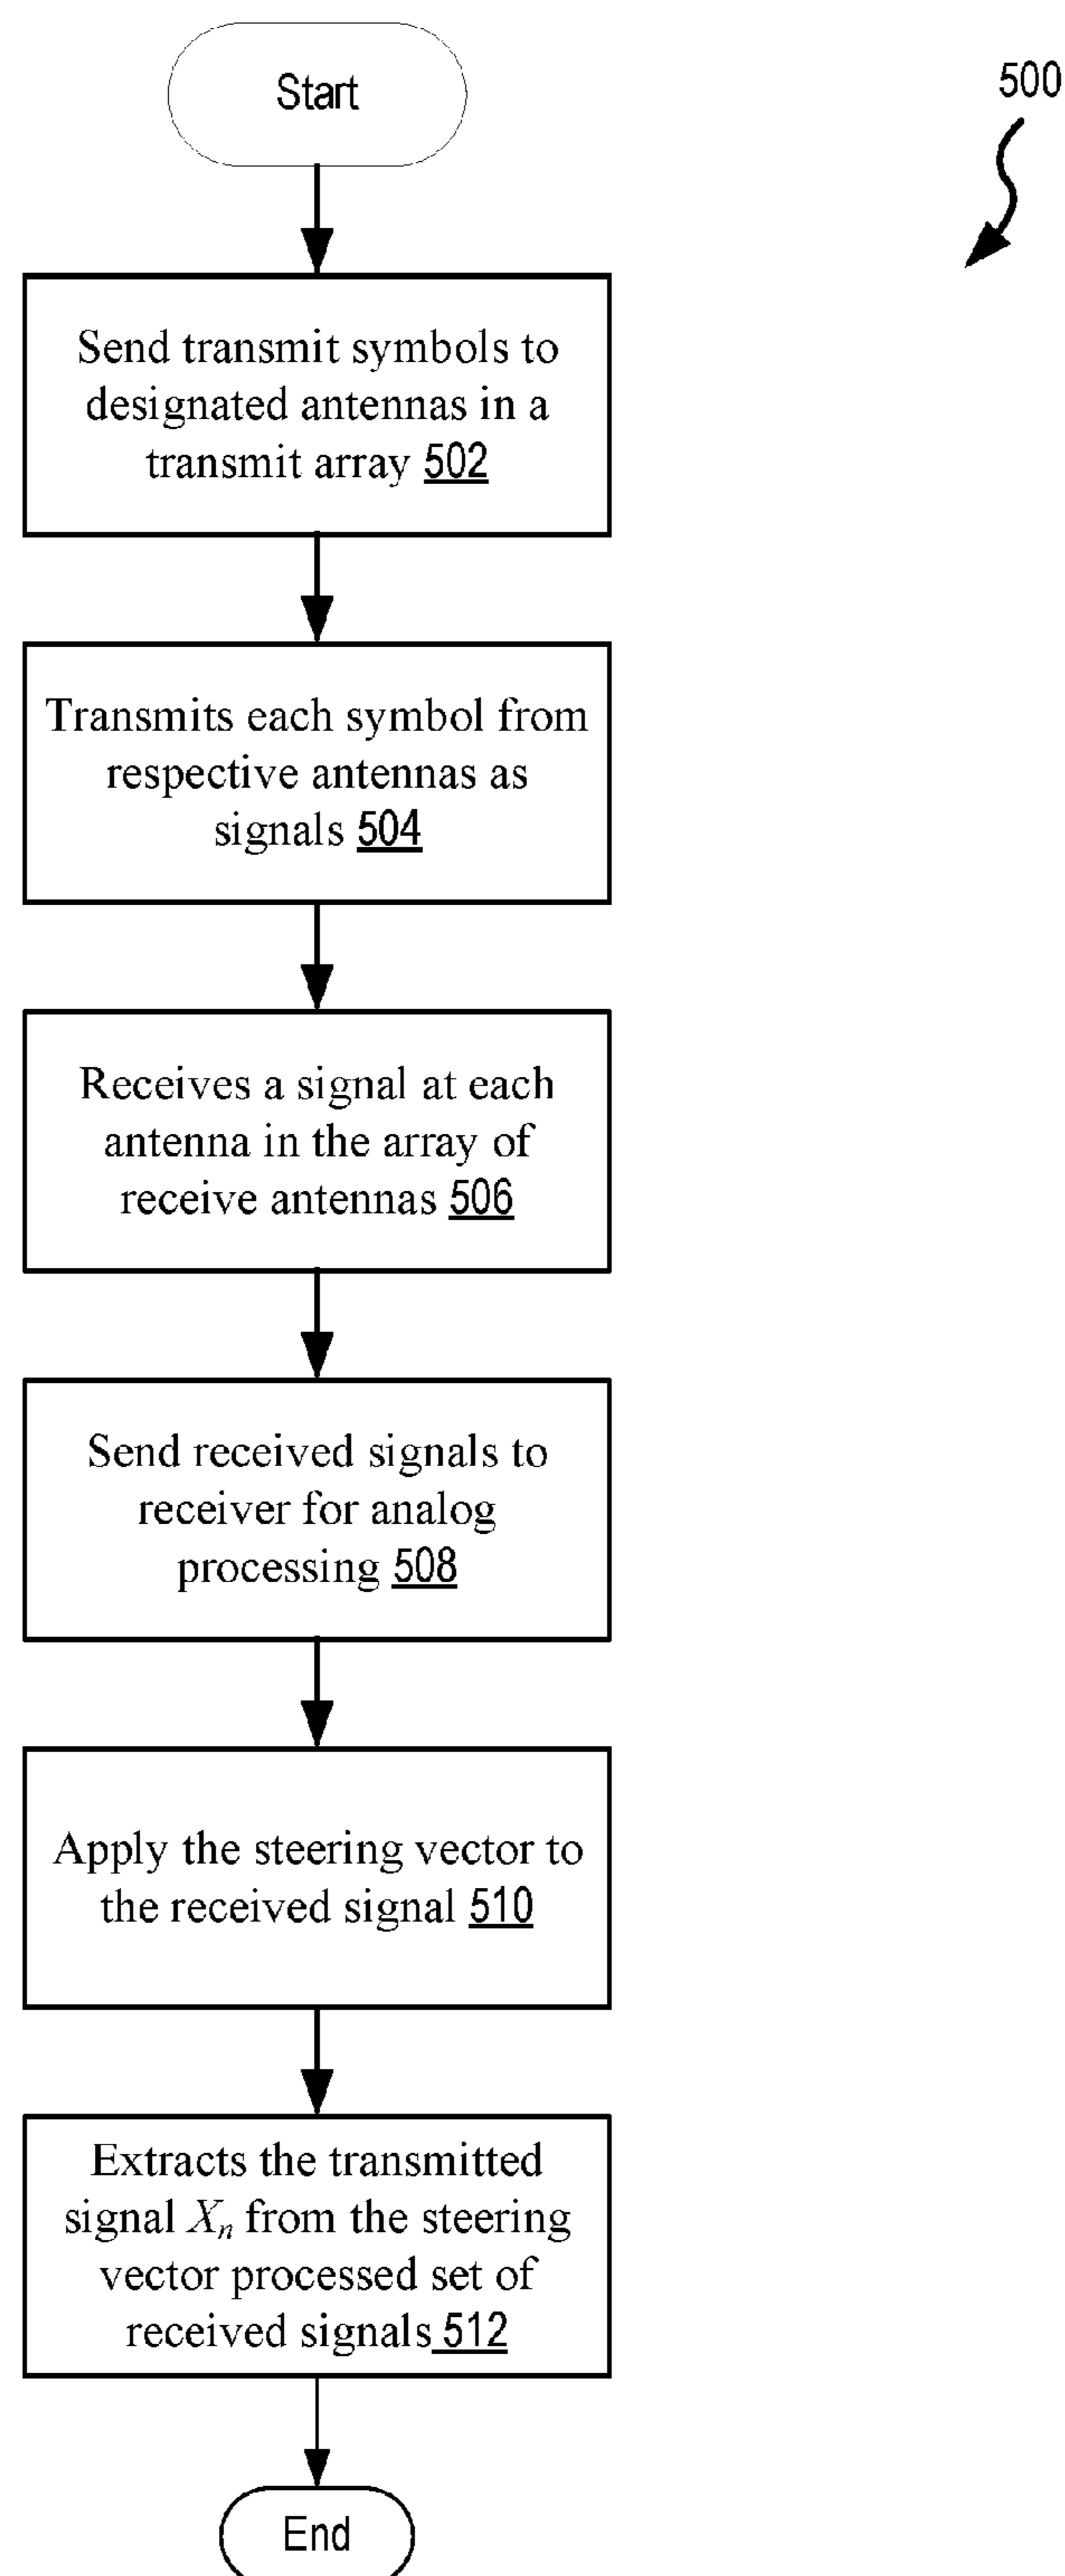 Start
500
Send transmit symbols to
designated antennas in a
transmit array 502
Transmits each symbol from
respective antennas as
signals 504
Receives a signal at each
antenna in the array of
receive antennas 506
Send received signals to
receiver for analog
processing 508
Apply the steering vector to
the received signal 510
Extracts the transmitted
signal Xn from the steering
vector processed set of
received signals 512
End